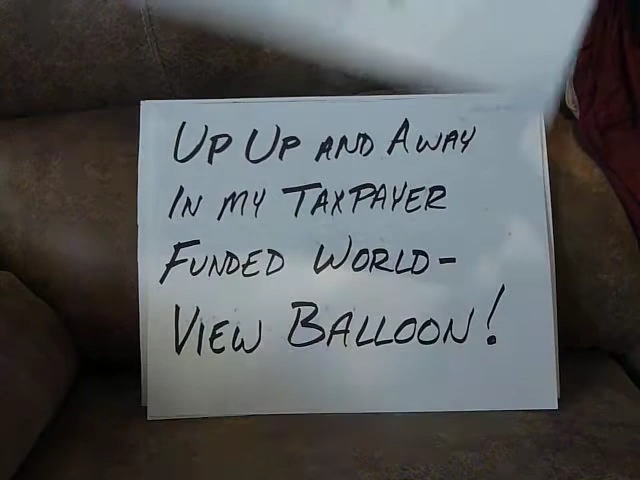 UP UP AND AWAY
IN MY TAXPAYER
FUNDED WORLD-
VIEW BALLOON!